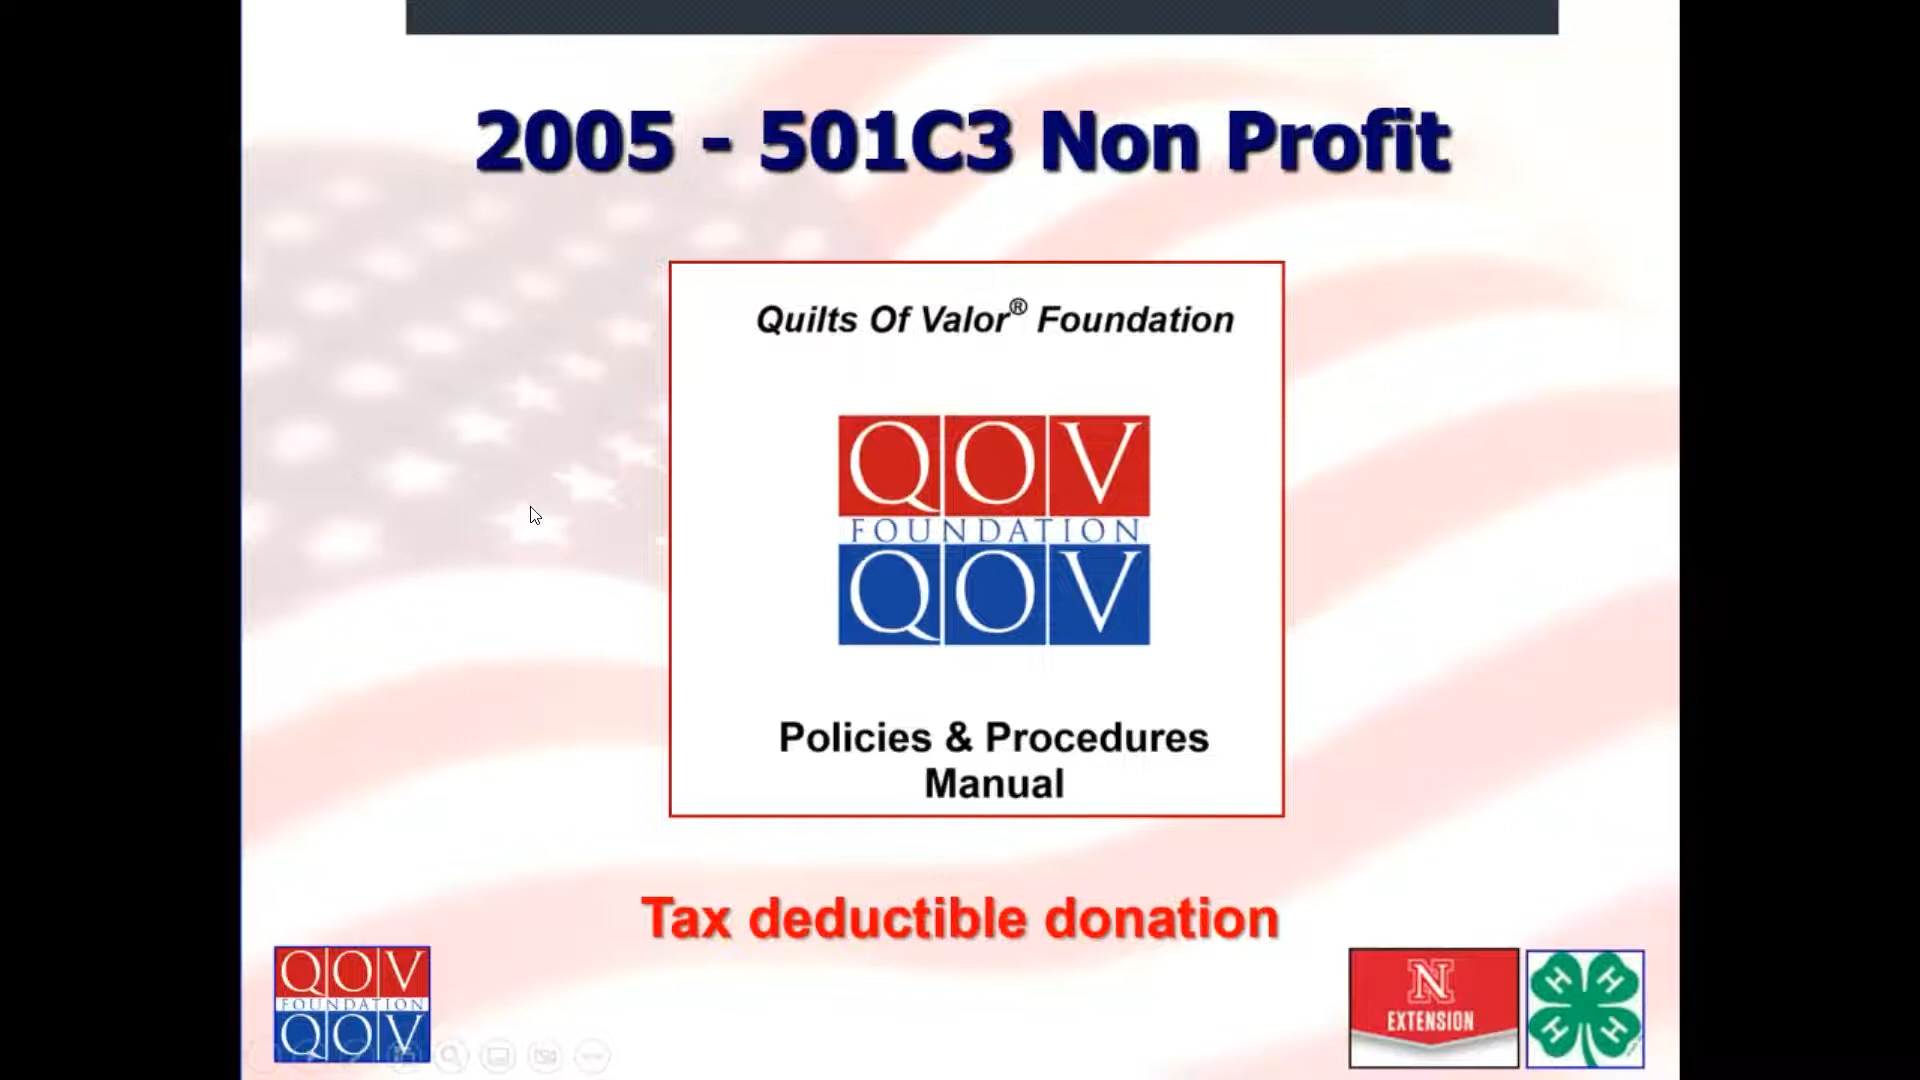 2005 - 501C3 Non Profit
Quilts Of Valor® Foundation
QOV
FOUNDATION
QOV
Policies & Procedures
Manual
Tax deductible donation
QOV
FOUNDATION
QOV
N
EXTENSION
H H
H H